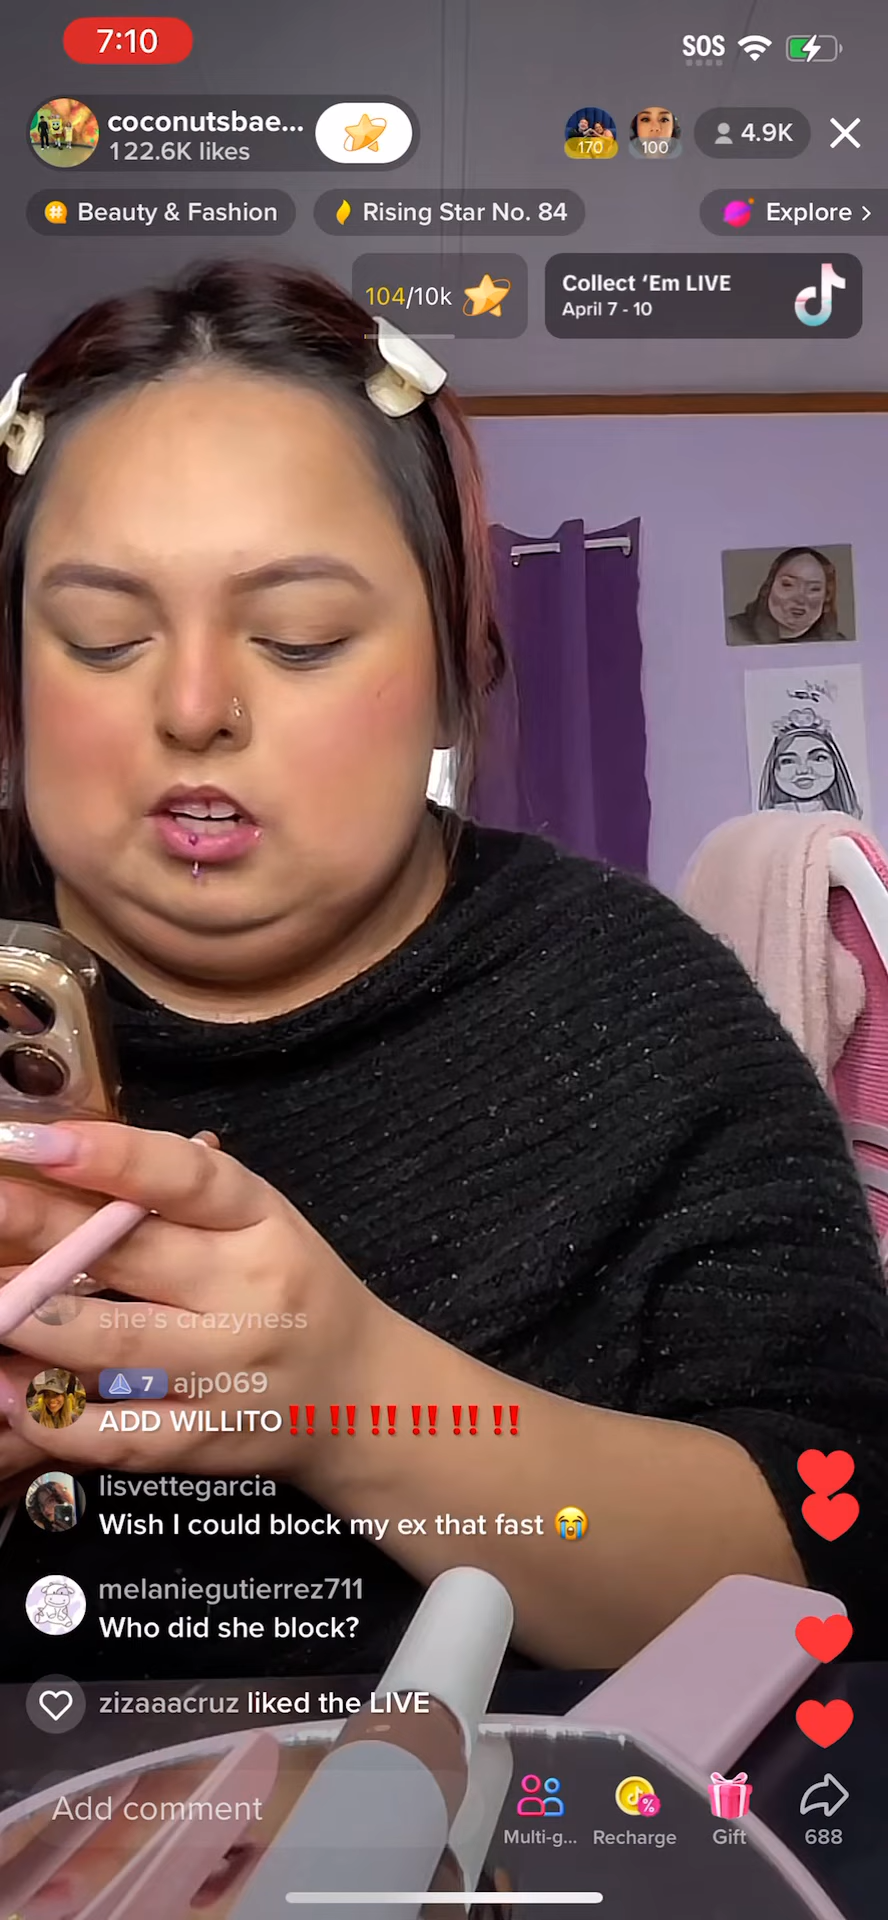 7:10
SOS
coconutsbae...
122.6K likes
170
100
4.9K
Beauty & Fashion
Rising Star No. 84
Explore >
104/10k
Collect ‘Em LIVE
April 7 - 10
she’s crazyness
7 ajp069
ADD WILLITO‼️‼️‼️‼️‼️‼️
lisvettegarcia
Wish I could block my ex that fast 😭
melaniegutierrez711
Who did she block?
zizaaacruz liked the LIVE
Add comment
Multi-g...
Recharge
Gift
688